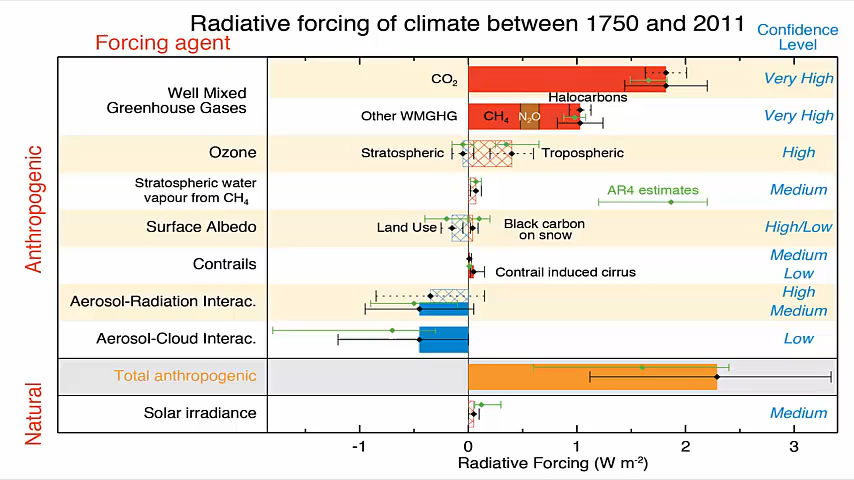 Radiative forcing of climate between 1750 and 2011
Forcing agent
Confidence
Level
Anthropogenic
Natural
Well Mixed
Greenhouse Gases
CO2
Very High
Halocarbons
Other WMGHG
CH4
N2O
Very High
Ozone
Stratospheric
Tropospheric
High
Stratospheric water
vapour from CH4
AR4 estimates
Medium
Surface Albedo
Land Use
Black carbon
on snow
High/Low
Contrails
Contrail induced cirrus
Medium
Low
Aerosol-Radiation Interac.
High
Medium
Aerosol-Cloud Interac.
Low
Total anthropogenic
Solar irradiance
Medium
-1 0 1 2 3
Radiative Forcing (W m-2)